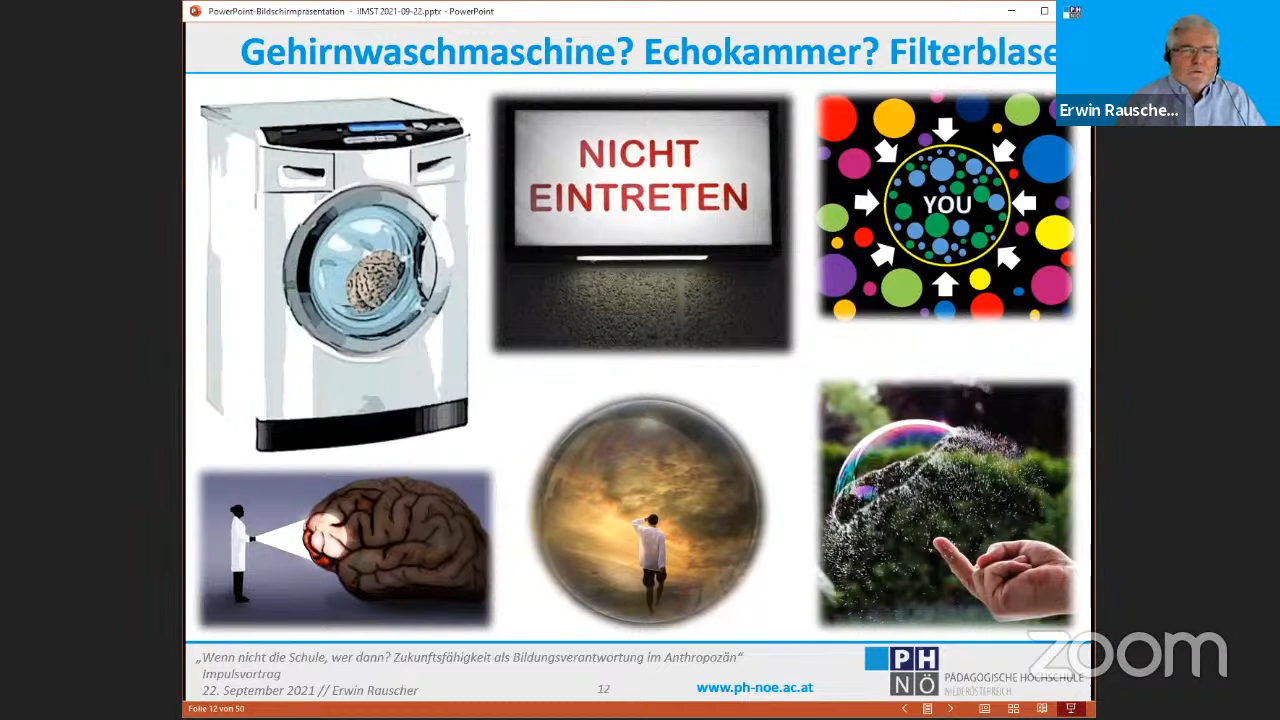 PowerPoint-Bildschirmpräsentation - iIMST2021-09-22.pptx - PowerPoint
Gehirnwaschmaschine? Echokammer? Filterblase
Erwin Rausche...
NICHT
EINTRETEN
YOU
„Wenn nicht die Schule, wer dann? Zukunftsfähigkeit als Bildungsverantwortung im Anthropozän“
Impulsvortrag
22. September 2021 // Erwin Rauscher
12
www.ph-noe.ac.at
PH
NÖ
PÄDAGOGISCHE HOCHSCHULE
NIEDERÖSTERREICH
zoom
Folie 12 von 50